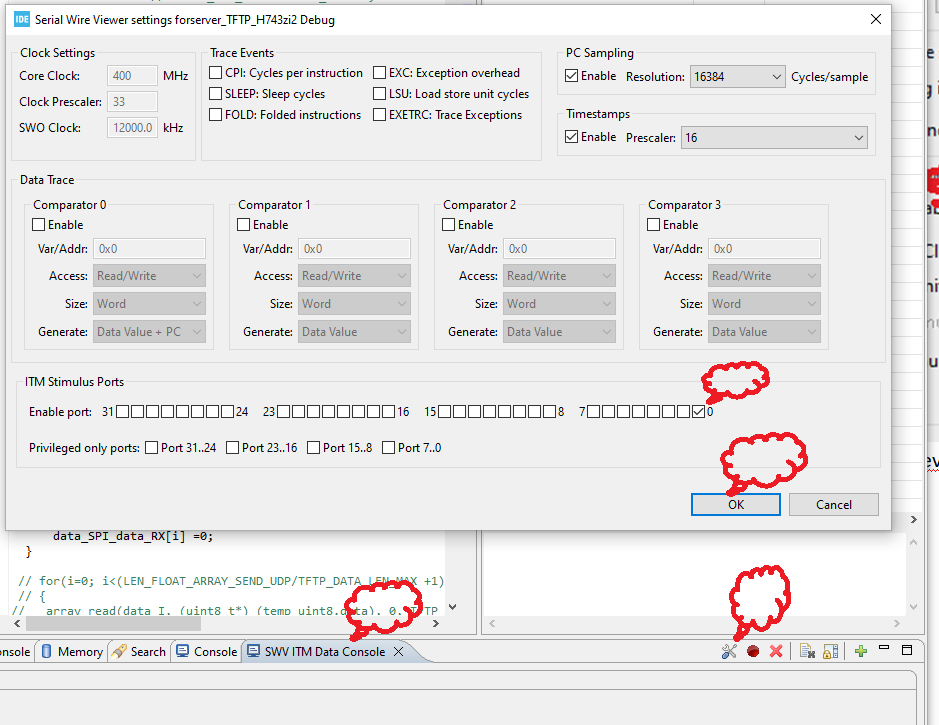 IDE Serial Wire Viewer settings forserver_TFTP_H743zi2 Debug
Clock Settings
Core Clock: 400 MHz
Clock Prescaler: 33
SWO Clock: 12000.0 kHz
Trace Events
CPI: Cycles per instruction EXC: Exception overhead
SLEEP: Sleep cycles LSU: Load store unit cycles
FOLD: Folded instructions EXETRC: Trace Exceptions
PC Sampling
Enable Resolution: 16384 Cycles/sample
Timestamps
Enable Prescaler: 16
Data Trace
Comparator 0
Enable
Var/Addr: 0x0
Access: Read/Write
Size: Word
Generate: Data Value + PC
Comparator 1
Enable
Var/Addr: 0x0
Access: Read/Write
Size: Word
Generate: Data Value
Comparator 2
Enable
Var/Addr: 0x0
Access: Read/Write
Size: Word
Generate: Data Value
Comparator 3
Enable
Var/Addr: 0x0
Access: Read/Write
Size: Word
Generate: Data Value
ITM Stimulus Ports
Enable port: 31 24 23 16 15 8 7 0
Privileged only ports: Port 31..24 Port 23..16 Port 15..8 Port 7..0
OK Cancel
data_SPI_data_RX[i] =0;
}
// for(i=0; i<(LEN_FLOAT_ARRAY_SEND_UDP/TFTP_DATA_LEN_MAX +1)
// {
// array_read(data_I, (uint8_t*) (temp_uint8.data), 0, TFTP
nsole Memory Search Console SWV ITM Data Console